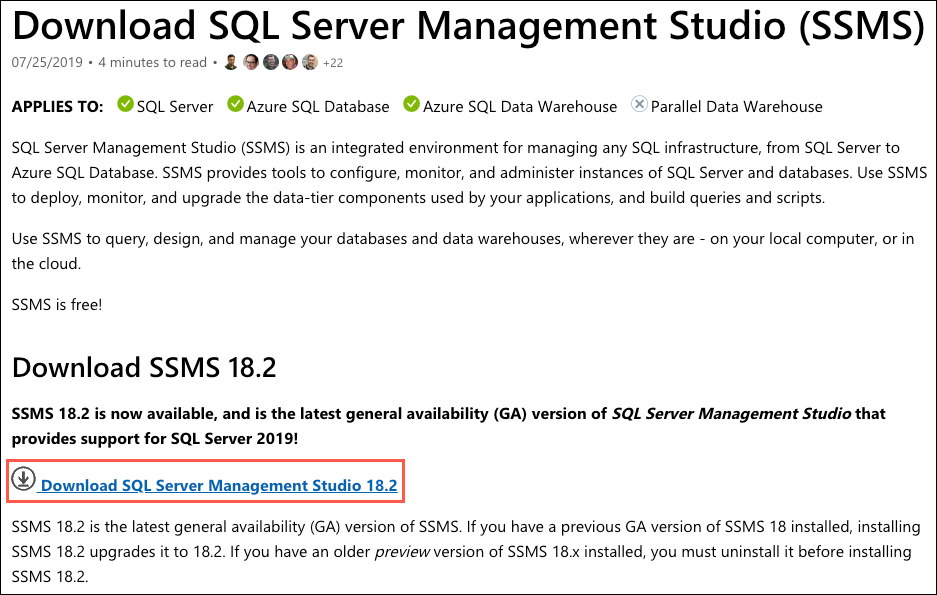 Download SQL Server Management Studio (SSMS)
07/25/2019 • 4 minutes to read • +22
APPLIES TO: SQL Server Azure SQL Database Azure SQL Data Warehouse Parallel Data Warehouse
SQL Server Management Studio (SSMS) is an integrated environment for managing any SQL infrastructure, from SQL Server to
Azure SQL Database. SSMS provides tools to configure, monitor, and administer instances of SQL Server and databases. Use SSMS
to deploy, monitor, and upgrade the data-tier components used by your applications, and build queries and scripts.
Use SSMS to query, design, and manage your databases and data warehouses, wherever they are - on your local computer, or in
the cloud.
SSMS is free!
Download SSMS 18.2
SSMS 18.2 is now available, and is the latest general availability (GA) version of SQL Server Management Studio that
provides support for SQL Server 2019!
Download SQL Server Management Studio 18.2
SSMS 18.2 is the latest general availability (GA) version of SSMS. If you have a previous GA version of SSMS 18 installed, installing
SSMS 18.2 upgrades it to 18.2. If you have an older preview version of SSMS 18.x installed, you must uninstall it before installing
SSMS 18.2.